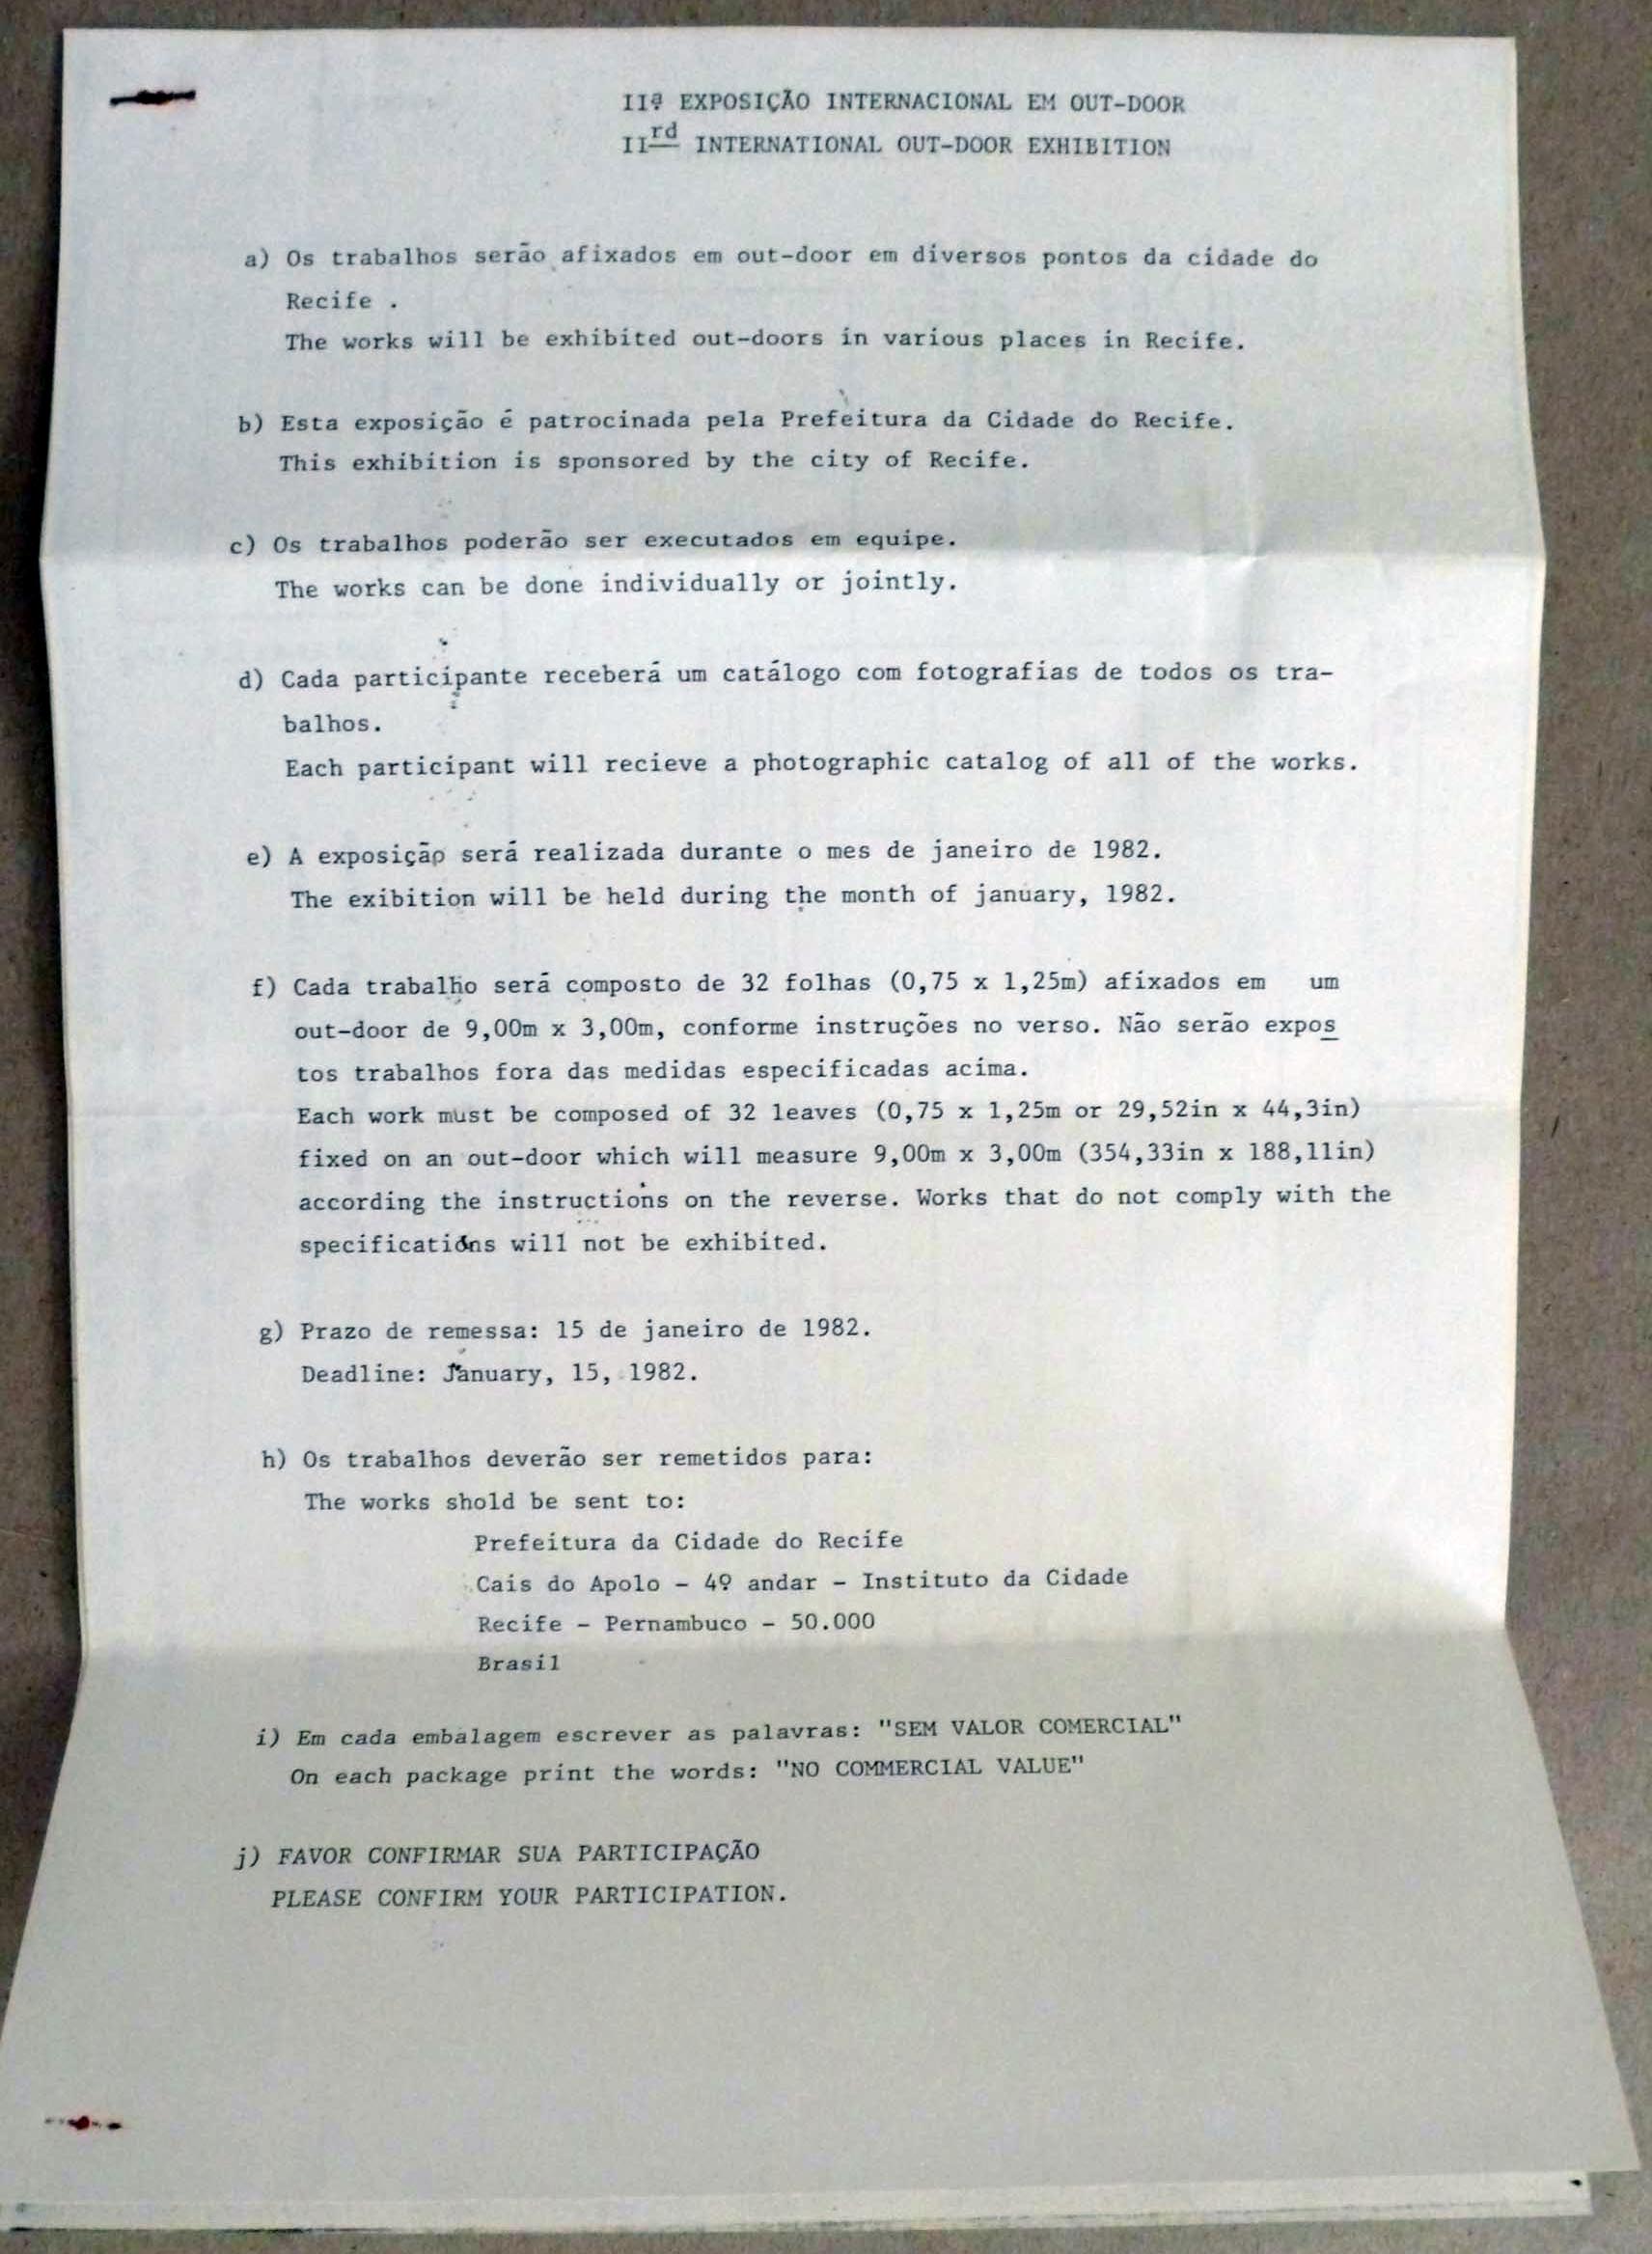 IIª EXPOSIÇÃO INTERNACIONAL EM OUT-DOOR
IIrd INTERNATIONAL OUT-DOOR EXHIBITION
a) Os trabalhos serão afixados em out-door em diversos pontos da cidade do
Recife .
The works will be exhibited out-doors in various places in Recife.
b) Esta exposição é patrocinada pela Prefeitura da Cidade do Recife.
This exhibition is sponsored by the city of Recife.
c) Os trabalhos poderão ser executados em equipe.
The works can be done individually or jointly.
d) Cada participante receberá um catálogo com fotografias de todos os tra-
balhos.
Each participant will recieve a photographic catalog of all of the works.
e) A exposição será realizada durante o mes de janeiro de 1982.
The exibition will be held during the month of january, 1982.
f) Cada trabalho será composto de 32 folhas (0,75 x 1,25m) afixados em um
out-door de 9,00m x 3,00m, conforme instruções no verso. Não serão expos
tos trabalhos fora das medidas especificadas acima.
Each work must be composed of 32 leaves (0,75 x 1,25m or 29,52in x 44,3in)
fixed on an out-door which will measure 9,00m x 3,00m (354,33in x 188,11in)
according the instructions on the reverse. Works that do not comply with the
specifications will not be exhibited.
g) Prazo de remessa: 15 de janeiro de 1982.
Deadline: January, 15, 1982.
h) Os trabalhos deverão ser remetidos para:
The works shold be sent to:
Prefeitura da Cidade do Recife
Cais do Apolo - 4º andar - Instituto da Cidade
Recife - Pernambuco - 50.000
Brasil
i) Em cada embalagem escrever as palavras: "SEM VALOR COMERCIAL"
On each package print the words: "NO COMMERCIAL VALUE"
j) FAVOR CONFIRMAR SUA PARTICIPAÇÃO
PLEASE CONFIRM YOUR PARTICIPATION.